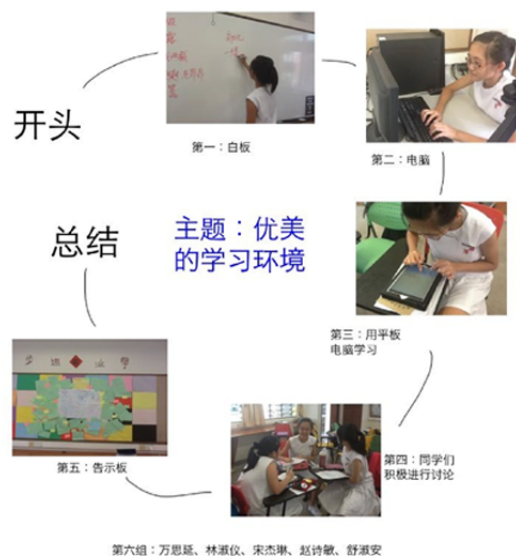 开头
第一：白板
第二：电脑
主题：优美
的学习环境
总结
第三：用平板
电脑学习
第四：同学们
积极进行讨论
第五：告示板
第六组：万思延、林淑仪、宋杰琳、赵诗敏、舒淑安